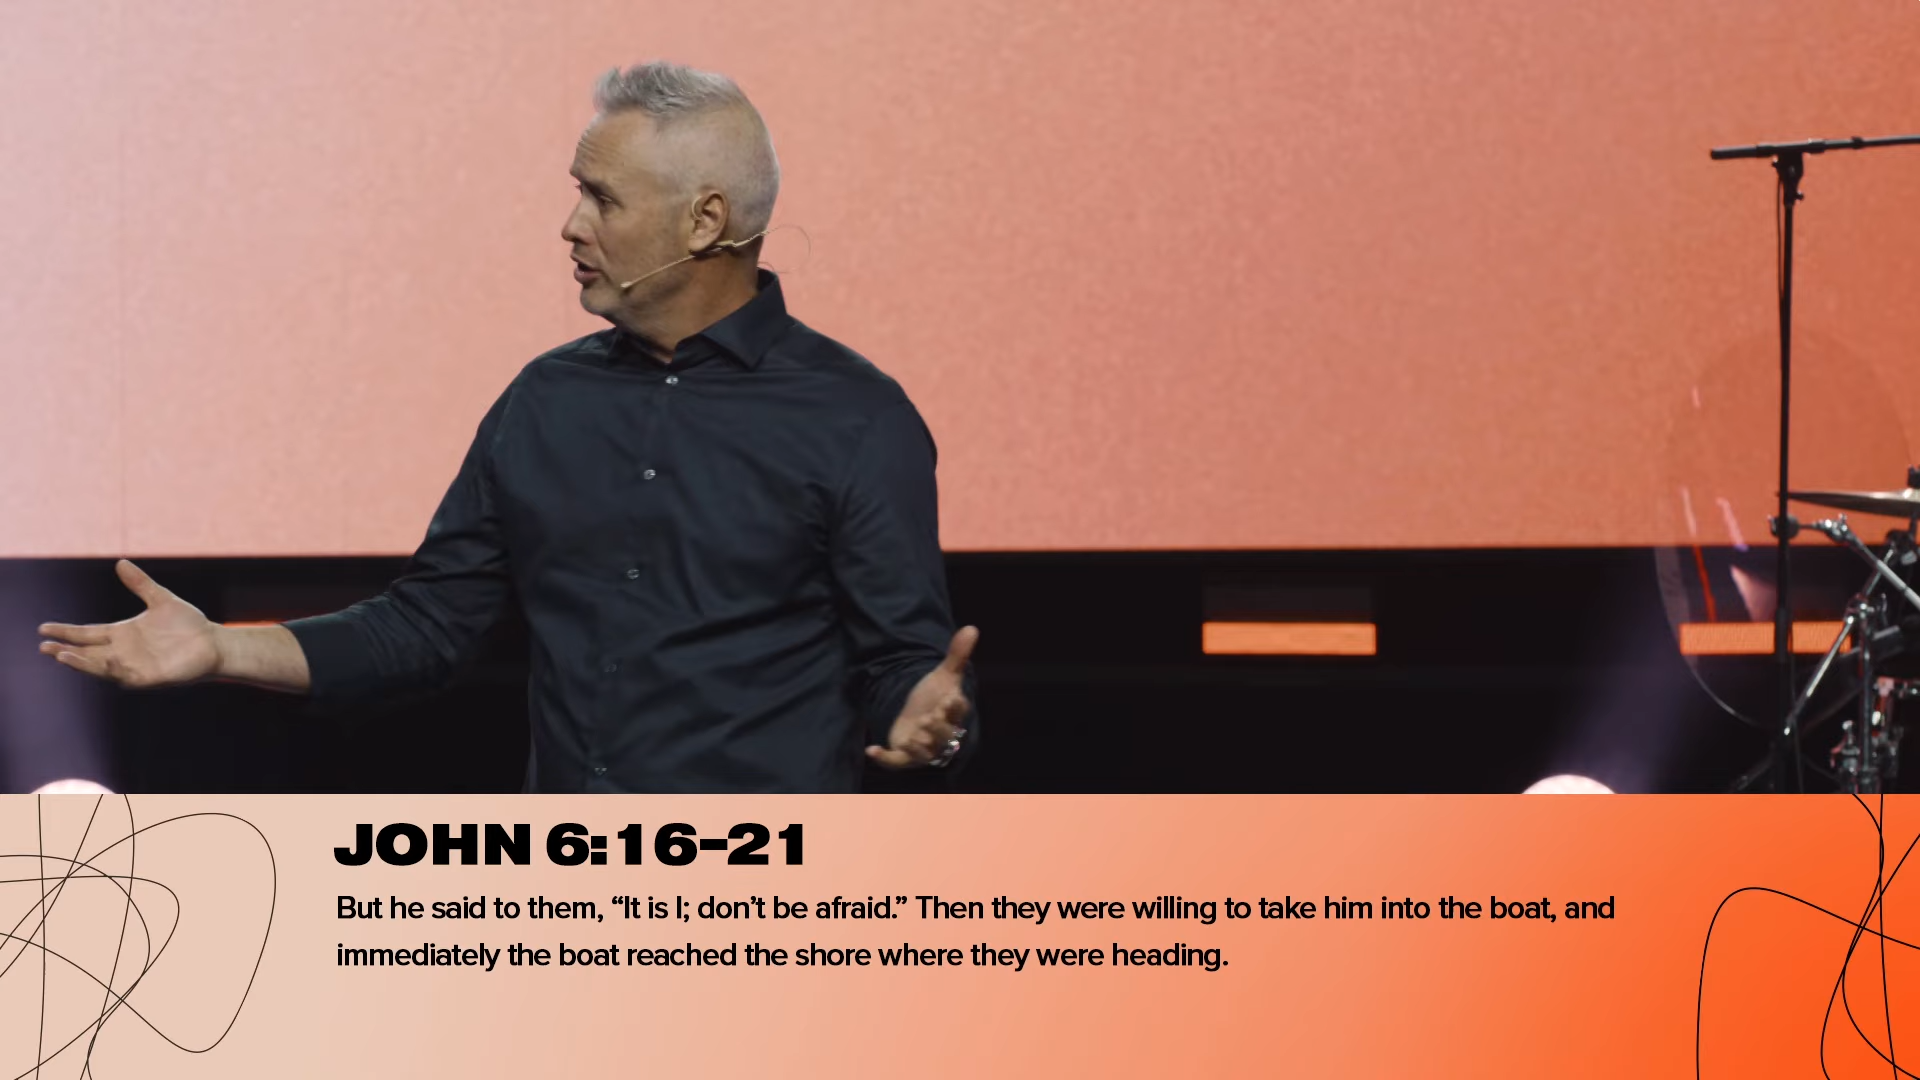 JOHN 6:16-21
But he said to them, “It is I; don’t be afraid.” Then they were willing to take him into the boat, and
immediately the boat reached the shore where they were heading.